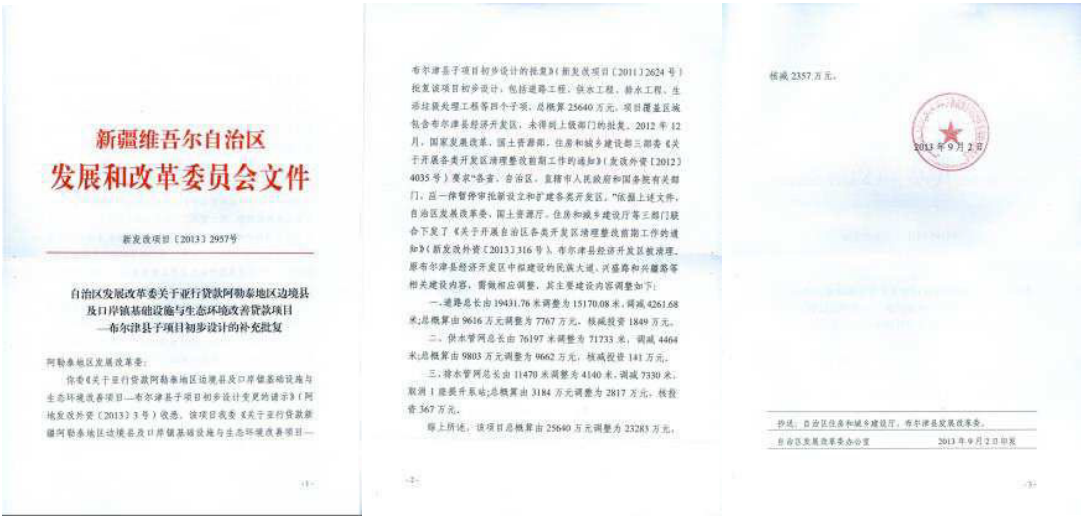 新疆维吾尔自治区
发展和改革委员会文件
新发改项目〔2013〕2957号
自治区发展改革委关于亚行贷款阿勒泰地区边境县
及口岸镇基础设施与生态环境改善贷款项目
—布尔津县子项目初步设计的补充批复
阿勒泰地区发展改革委:
你委《关于亚行贷款阿勒泰地区边境县及口岸镇基础设施与
生态环境改善项目—布尔津县子项目初步设计变更的请示》(阿
地发改外资〔2013〕3号)收悉。该项目我委《关于亚行贷款新
疆阿勒泰地区边境县及口岸镇基础设施与生态环境改善项目—
-1-
布尔津县子项目初步设计的批复》(新发改项目〔2011〕2624号)
批复该项目初步设计,包括道路工程、供水工程、排水工程、生
活垃圾处理工程等四个子项,总概算25640万元,项目覆盖区域
包含布尔津县经济开发区,未得到上级部门的批复。2012年12
月,国家发展改革、国土资源部、住房和城乡建设部三部委《关
于开展各类开发区清理整改前期工作的通知》(发改外资〔2012〕
4035号)要求“各省、自治区、直辖市人民政府和国务院有关部
门,应一律暂停审批新设立和扩建各类开发区。”依据上述文件,
自治区发展改革委、国土资源厅、住房和城乡建设厅等三部门联
合下发了《关于开展自治区各类开发区清理整改前期工作的通
知》(新发改外资〔2013〕316号),布尔津县经济开发区被清理。
原布尔津县经济开发区中拟建设的民族大道、兴盛路和兴疆路等
相关建设内容,需做相应调整,其主要建设内容调整如下:
一、道路总长由19431.76米调整为15170.08米,调减4261.68
米;总概算由9616万元调整为7767万元,核减投资1849万元。
二、供水管网总长由76197米调整为71733米,调减4464
米;总概算由9803万元调整为9662万元,核减投资141万元。
三、排水管网总长由11470米调整为4140米,调减7330米,
取消1座提升泵站;总概算由3184万元调整为2817万元,核投
资367万元。
综上所述,该项目总概算由25640万元调整为23283万元,
-2-
核减2357万元。
2013年9月2日
抄送:自治区住房和城乡建设厅,布尔津县发展改革委。
自治区发展改革委办公室 2013年9月2日印发
-3-